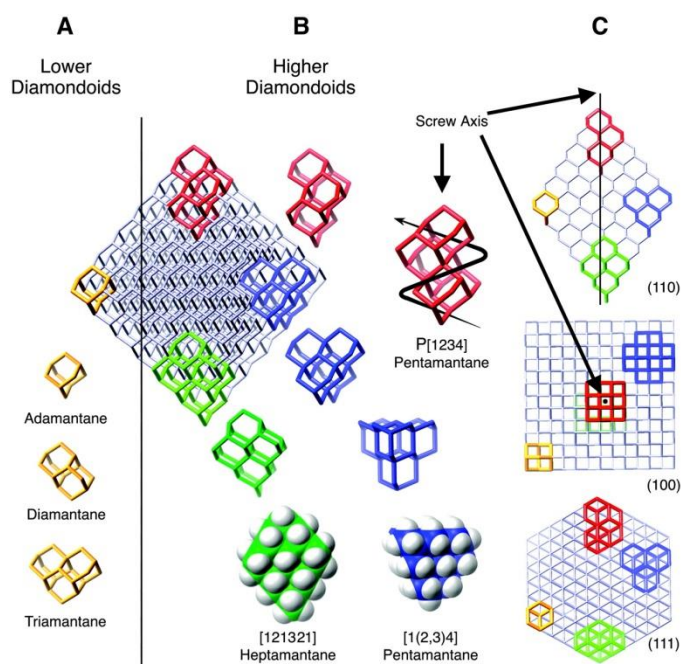 A
B
C
Lower
Diamondoids
Higher
Diamondoids
Screw Axis
(110)
P[1234]
Pentamantane
Adamantane
(100)
Diamantane
Triamantane
[121321]
Heptamantane
[1(2,3)4]
Pentamantane
(111)